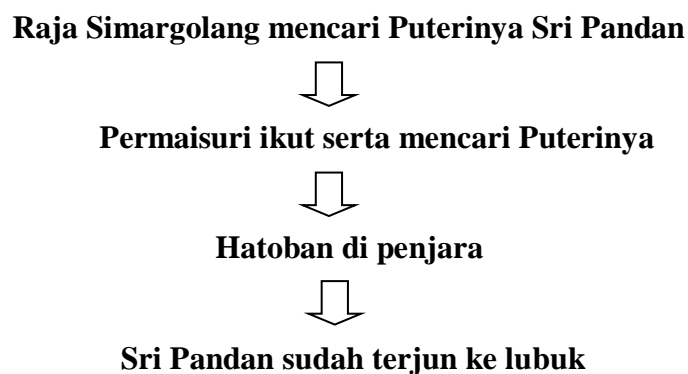 Raja Simargolang mencari Puterinya Sri Pandan
Permaisuri ikut serta mencari Puterinya
Hatoban di penjara
Sri Pandan sudah terjun ke lubuk